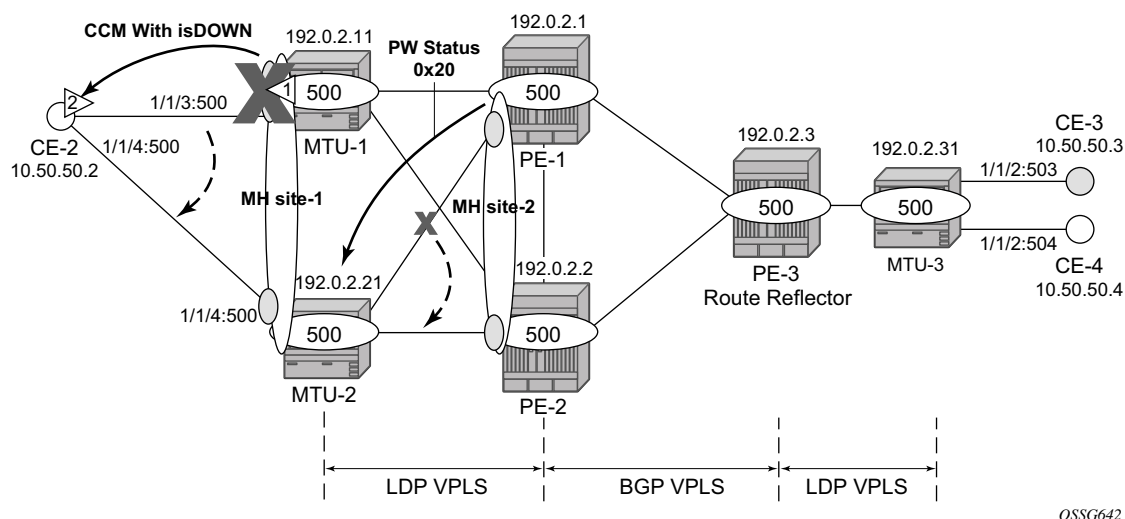 CCM With isDOWN
192.0.2.11
PW Status
0x20
192.0.2.1
2
1/1/3:500
1
500
500
CE-2
10.50.50.2
1/1/4:500
MTU-1
PE-1
192.0.2.3
192.0.2.31
CE-3
10.50.50.3
1/1/2:503
MH site-1
MH site-2
500
500
X
1/1/2:504
192.0.2.21
192.0.2.2
PE-3
Route Reflector
MTU-3
CE-4
10.50.50.4
1/1/4:500
500
500
MTU-2
PE-2
LDP VPLS
BGP VPLS
LDP VPLS
OSSG642